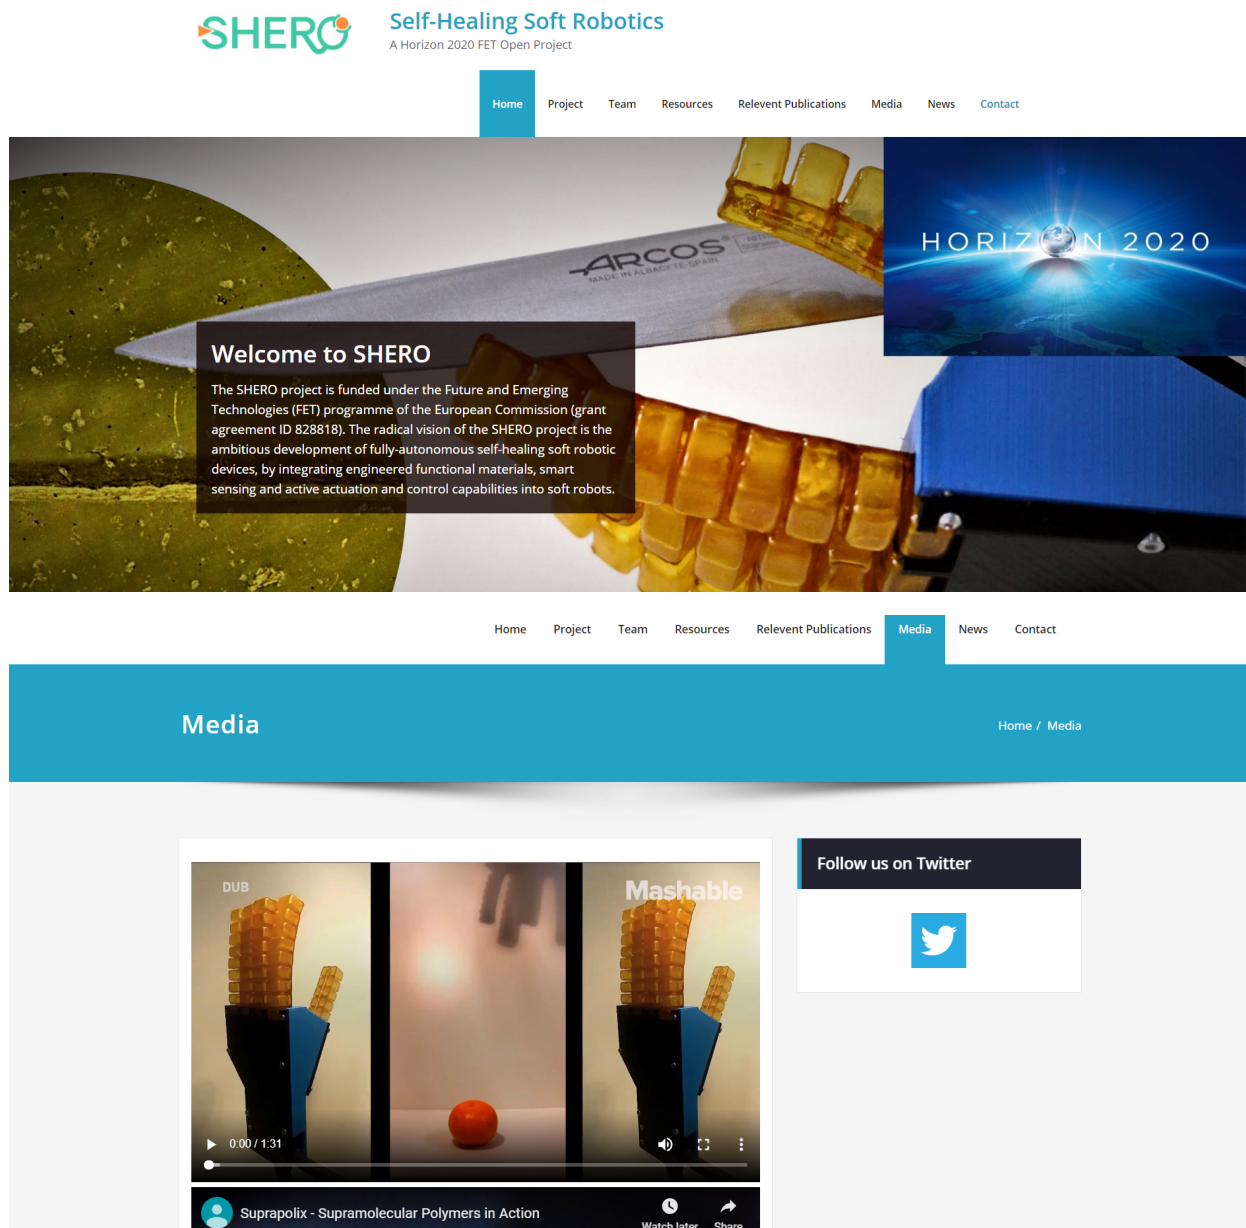 SHERO
Self-Healing Soft Robotics
A Horizon 2020 FET Open Project
Home Project Team Resources Relevent Publications Media News Contact
ARCOS
MADE IN ALBACETE-SPAIN
HORIZON 2020
Welcome to SHERO
The SHERO project is funded under the Future and Emerging
Technologies (FET) programme of the European Commission (grant
agreement ID 828818). The radical vision of the SHERO project is the
ambitious development of fully-autonomous self-healing soft robotic
devices, by integrating engineered functional materials, smart
sensing and active actuation and control capabilities into soft robots.
Home Project Team Resources Relevent Publications Media News Contact
Media
Home / Media
DUB
Mashable
0:00 / 1:31
Suprapolix - Supramolecular Polymers in Action
Watch later Share
Follow us on Twitter